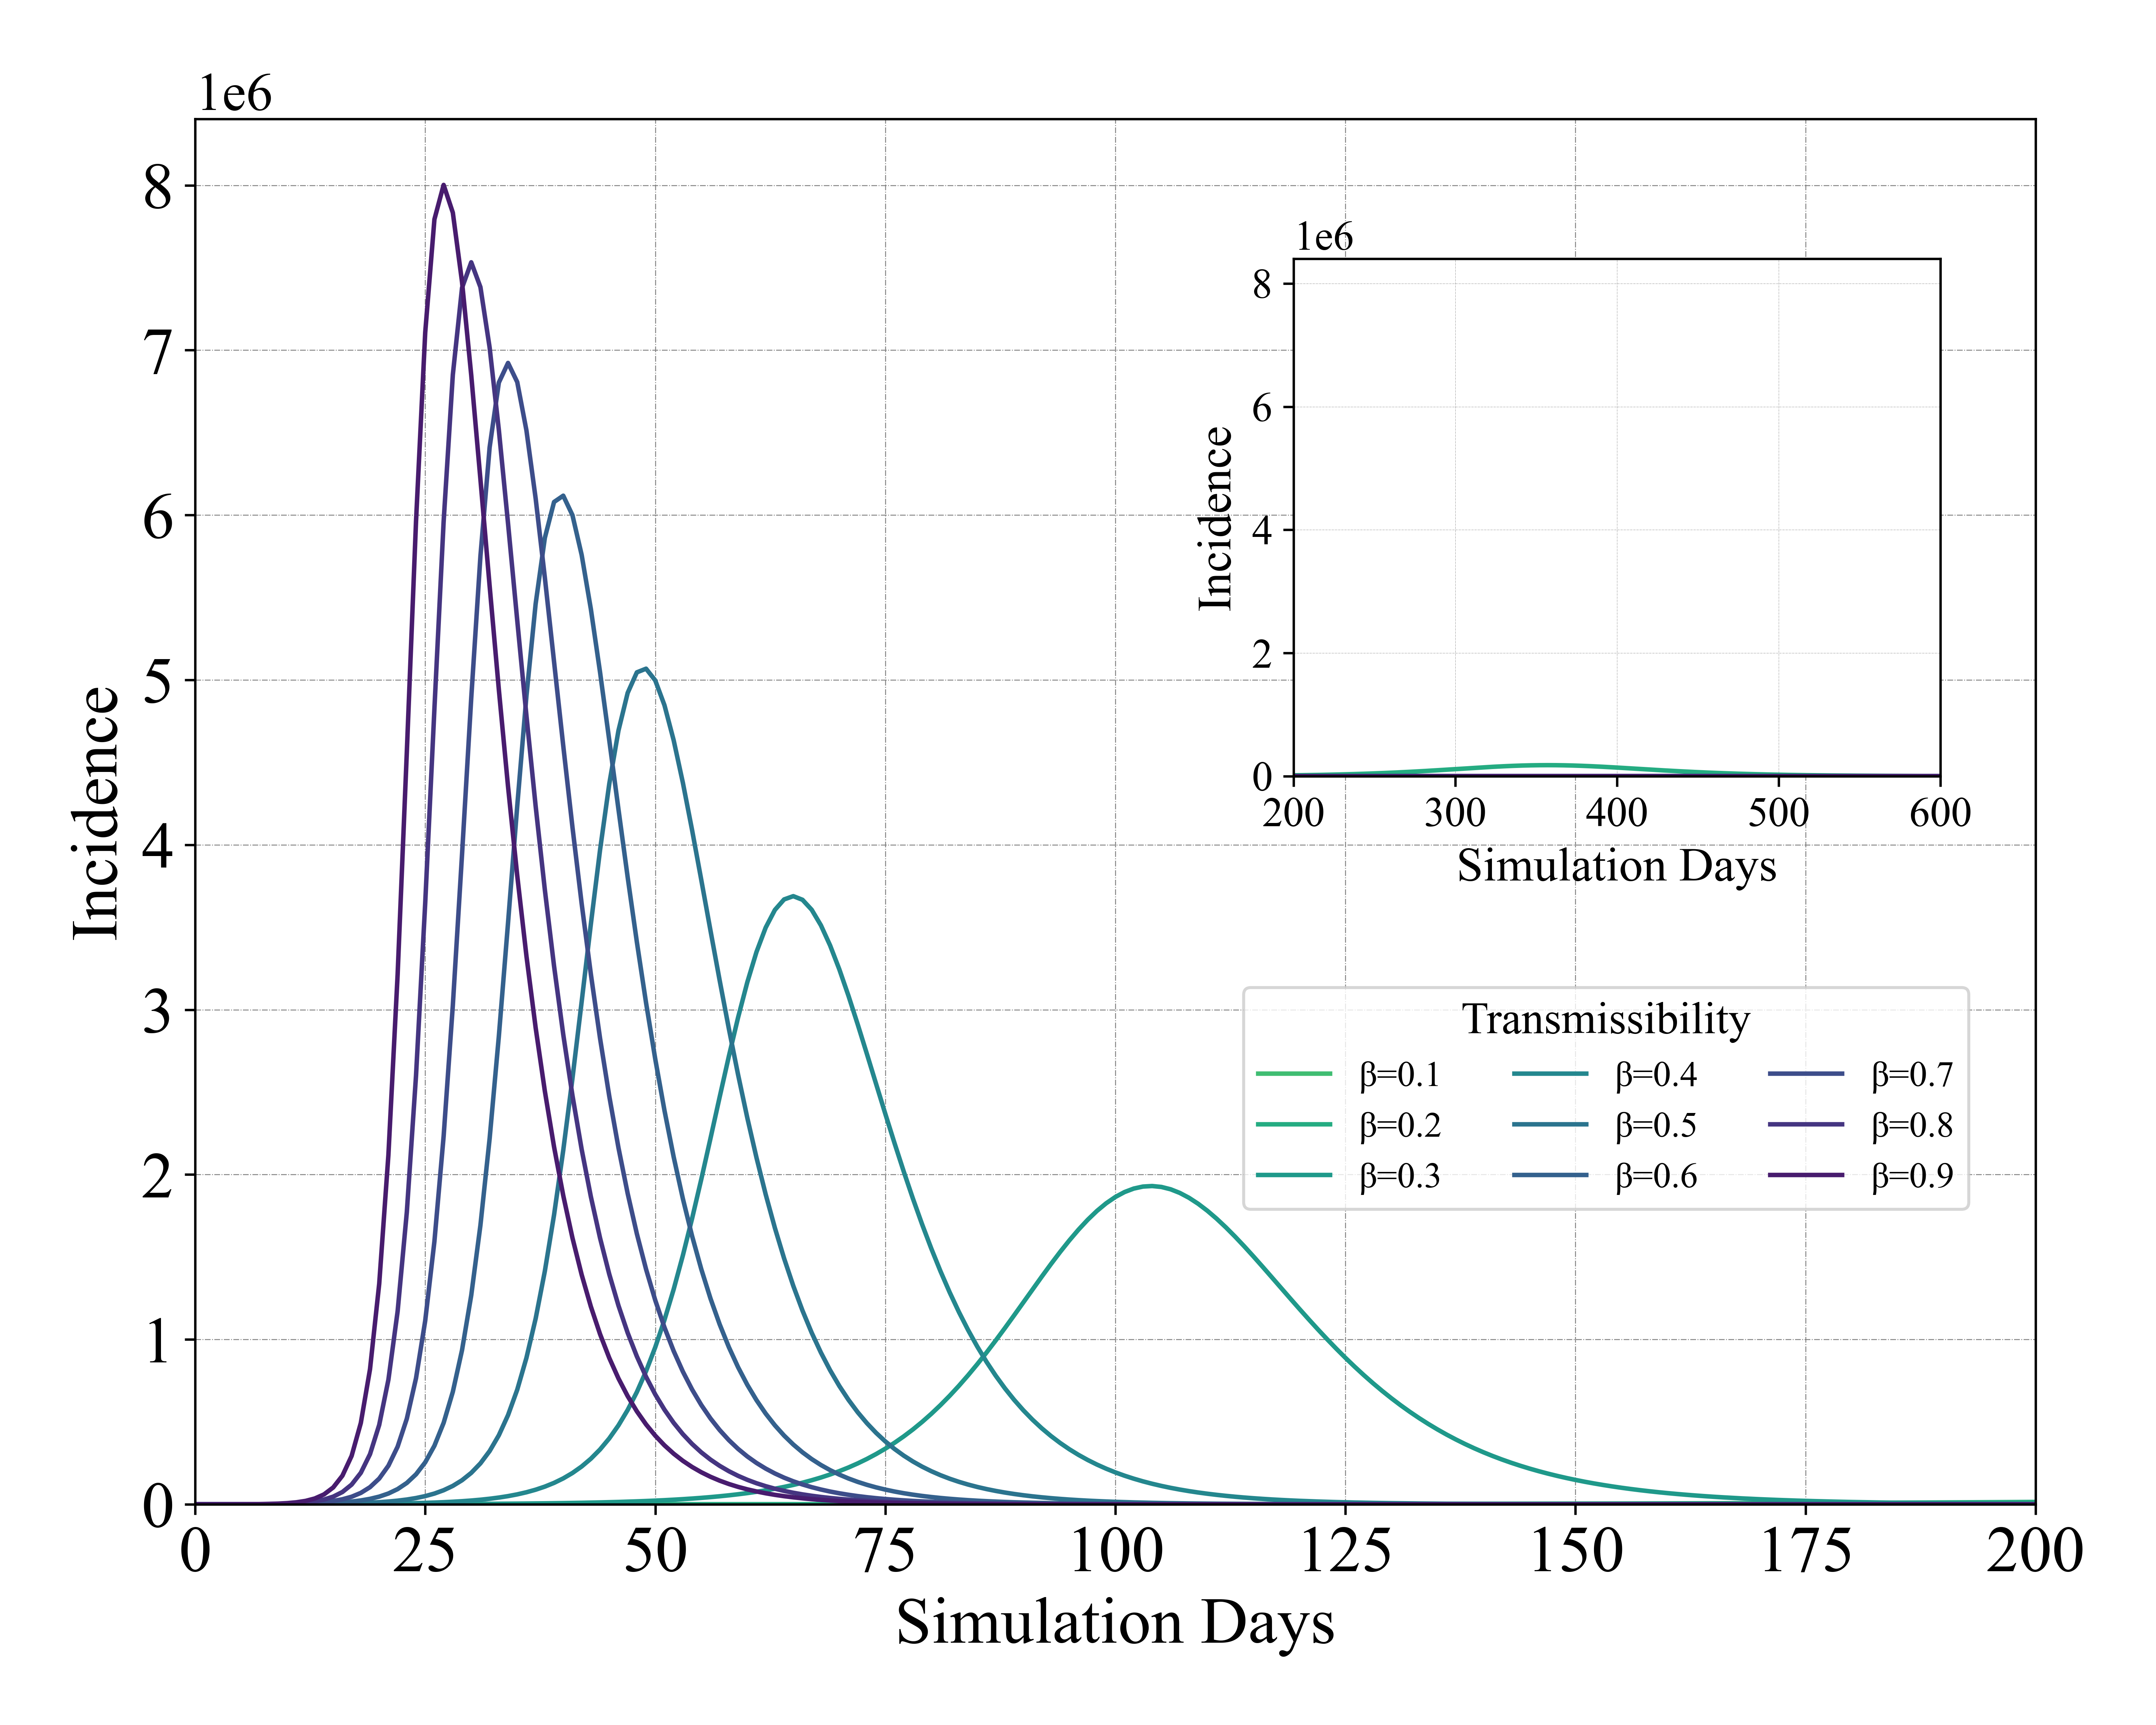 1e6
8
7
6
5
4
3
2
1
0
Incidence
0 25 50 75 100 125 150 175 200
Simulation Days
1e6
8
6
4
2
0
Incidence
200 300 400 500 600
Simulation Days
Transmissibility
β=0.1 β=0.4 β=0.7
β=0.2 β=0.5 β=0.8
β=0.3 β=0.6 β=0.9